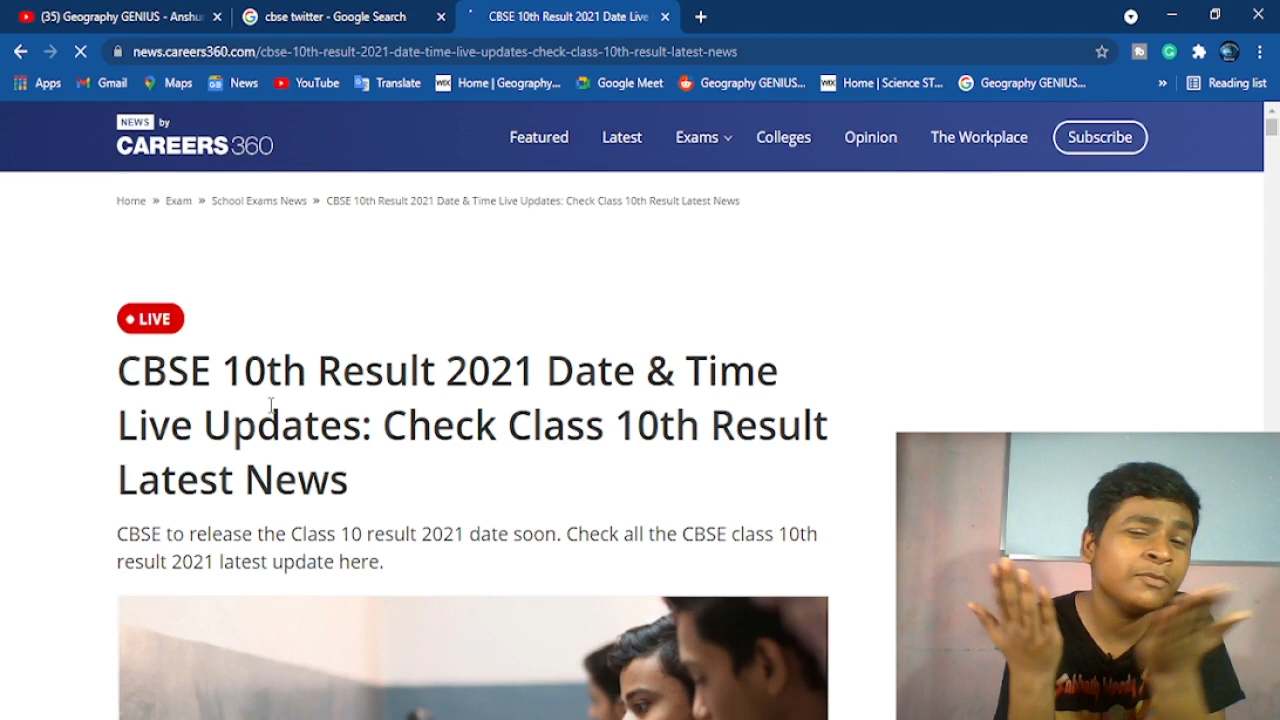 (35) Geography GENIUS - Anshu
cbse twitter - Google Search
CBSE 10th Result 2021 Date Live
news.careers360.com/cbse-10th-result-2021-date-time-live-updates-check-class-10th-result-latest-news
Apps Gmail Maps News YouTube Translate Home | Geography... Google Meet Geography GENIUS... Home | Science ST... Geography GENIUS... » Reading list
NEWS by
CAREERS360
Featured Latest Exams Colleges Opinion The Workplace Subscribe
Home » Exam » School Exams News » CBSE 10th Result 2021 Date & Time Live Updates: Check Class 10th Result Latest News
LIVE
CBSE 10th Result 2021 Date & Time
Live Updates: Check Class 10th Result
Latest News
CBSE to release the Class 10 result 2021 date soon. Check all the CBSE class 10th
result 2021 latest update here.